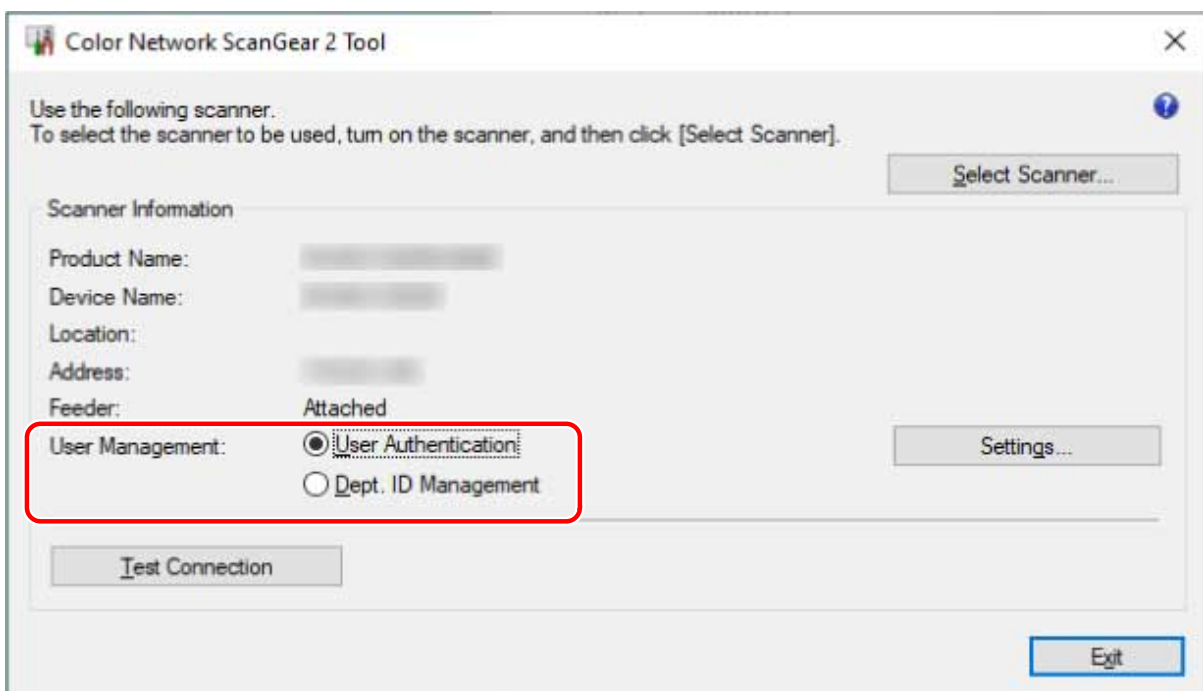 Color Network ScanGear 2 Tool
Use the following scanner.
To select the scanner to be used, turn on the scanner, and then click [Select Scanner].
Select Scanner...
Scanner Information
Product Name:
Device Name:
Location:
Address:
Feeder: Attached
User Management: User Authentication Settings...
Dept. ID Management
Test Connection
Exit